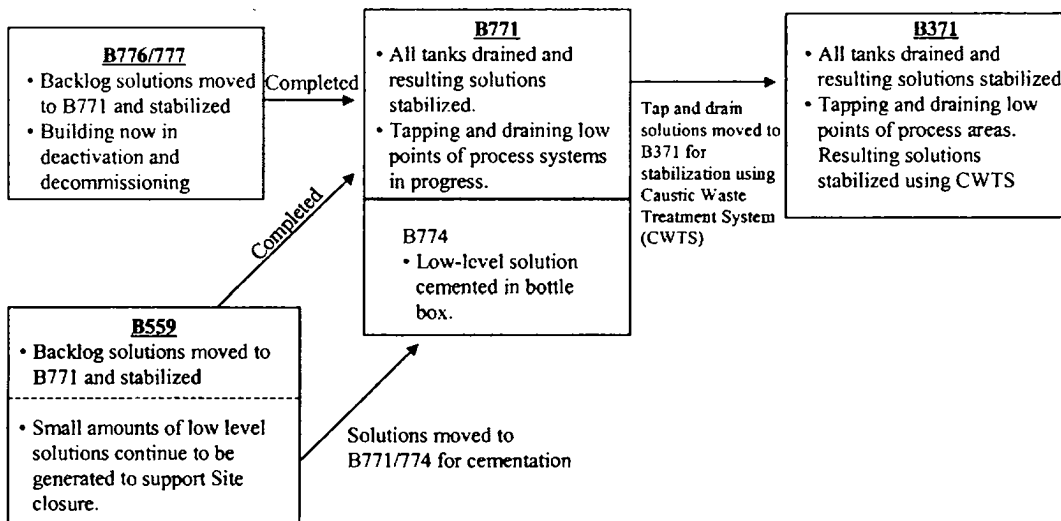 B776/777
• Backlog solutions moved
to B771 and stabilized
• Building now in
deactivation and
decommissioning
Completed
B771
• All tanks drained and
resulting solutions
stabilized.
• Tapping and draining low
points of process systems
in progress.
B774
• Low-level solution
cemented in bottle
box.
Tap and drain
solutions moved to
B371 for
stabilization using
Caustic Waste
Treatment System
(CWTS)
B371
• All tanks drained and
resulting solutions stabilized
• Tapping and draining low
points of process areas.
Resulting solutions
stabilized using CWTS
Completed
B559
• Backlog solutions moved to
B771 and stabilized
• Small amounts of low level
solutions continue to be
generated to support Site
closure.
Solutions moved to
B771/774 for cementation